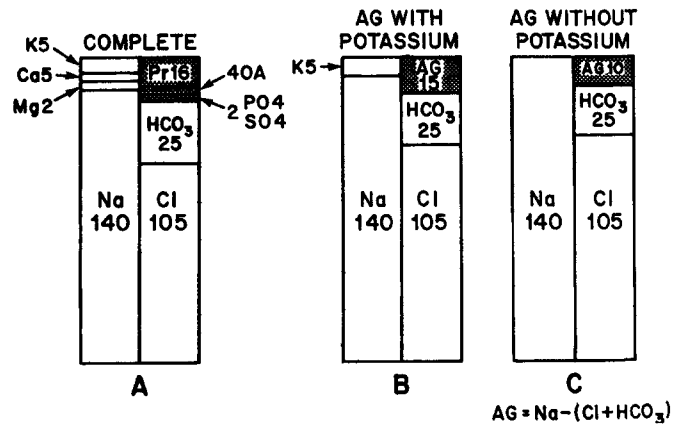 COMPLETE
K5
Ca5
Mg2
Pr16
4OA
2 PO4
SO4
HCO₃
25
Na
140
Cl
105
A
AG WITH
POTASSIUM
K5
AG
15
HCO₃
25
Na
140
Cl
105
B
AG WITHOUT
POTASSIUM
AG10
HCO₃
25
Na
140
Cl
105
C
AG = Na-(Cl+HCO₃)